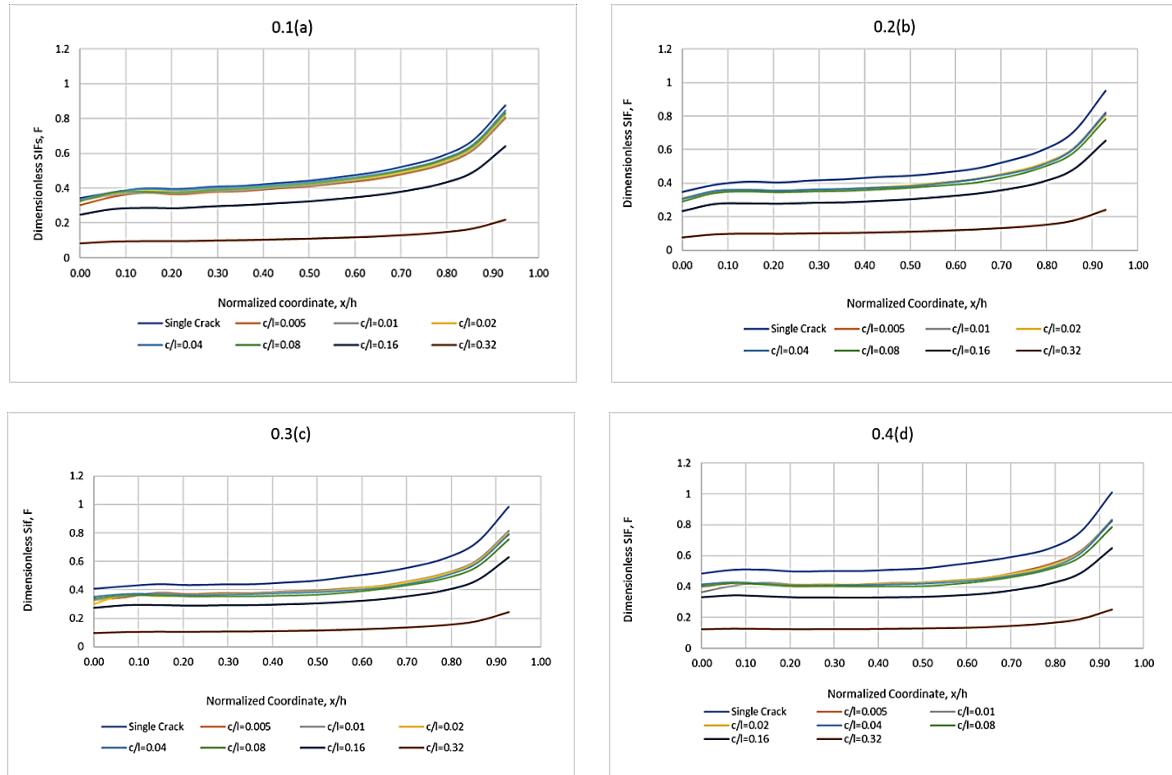 0.1(a)
1.2
1
0.8
0.6
0.4
0.2
0
Dimensionless SIFs, F
0.00 0.10 0.20 0.30 0.40 0.50 0.60 0.70 0.80 0.90 1.00
Normalized coordinate, x/h
Single Crack c/l=0.005 c/l=0.01 c/l=0.02
c/l=0.04 c/l=0.08 c/l=0.16 c/l=0.32
0.2(b)
1.2
1
0.8
0.6
0.4
0.2
0
Dimensionless SIF, F
0.00 0.10 0.20 0.30 0.40 0.50 0.60 0.70 0.80 0.90 1.00
Normalized coordinate, x/h
Single Crack c/l=0.005 c/l=0.01 c/l=0.02
c/l=0.04 c/l=0.08 c/l=0.16 c/l=0.32
0.3(c)
1.2
1
0.8
0.6
0.4
0.2
0
Dimensionless Sif, F
0.00 0.10 0.20 0.30 0.40 0.50 0.60 0.70 0.80 0.90 1.00
Normalized Coordinate, x/h
Single Crack c/l=0.005 c/l=0.01 c/l=0.02
c/l=0.04 c/l=0.08 c/l=0.16 c/l=0.32
0.4(d)
1.2
1
0.8
0.6
0.4
0.2
0
Dimensionless SIF, F
0.00 0.10 0.20 0.30 0.40 0.50 0.60 0.70 0.80 0.90 1.00
Normalized Coordinate, x/h
Single Crack c/l=0.005 c/l=0.01
c/l=0.02 c/l=0.04 c/l=0.08
c/l=0.16 c/l=0.32